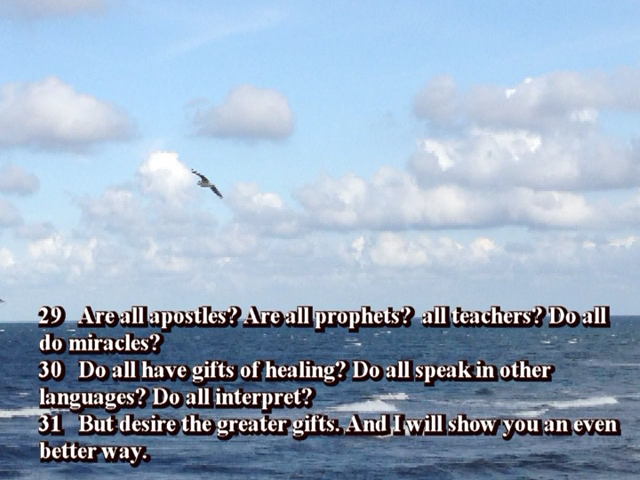 29 Are all apostles? Are all prophets? all teachers? Do all
do miracles?
30 Do all have gifts of healing? Do all speak in other
languages? Do all interpret?
31 But desire the greater gifts. And I will show you an even
better way.